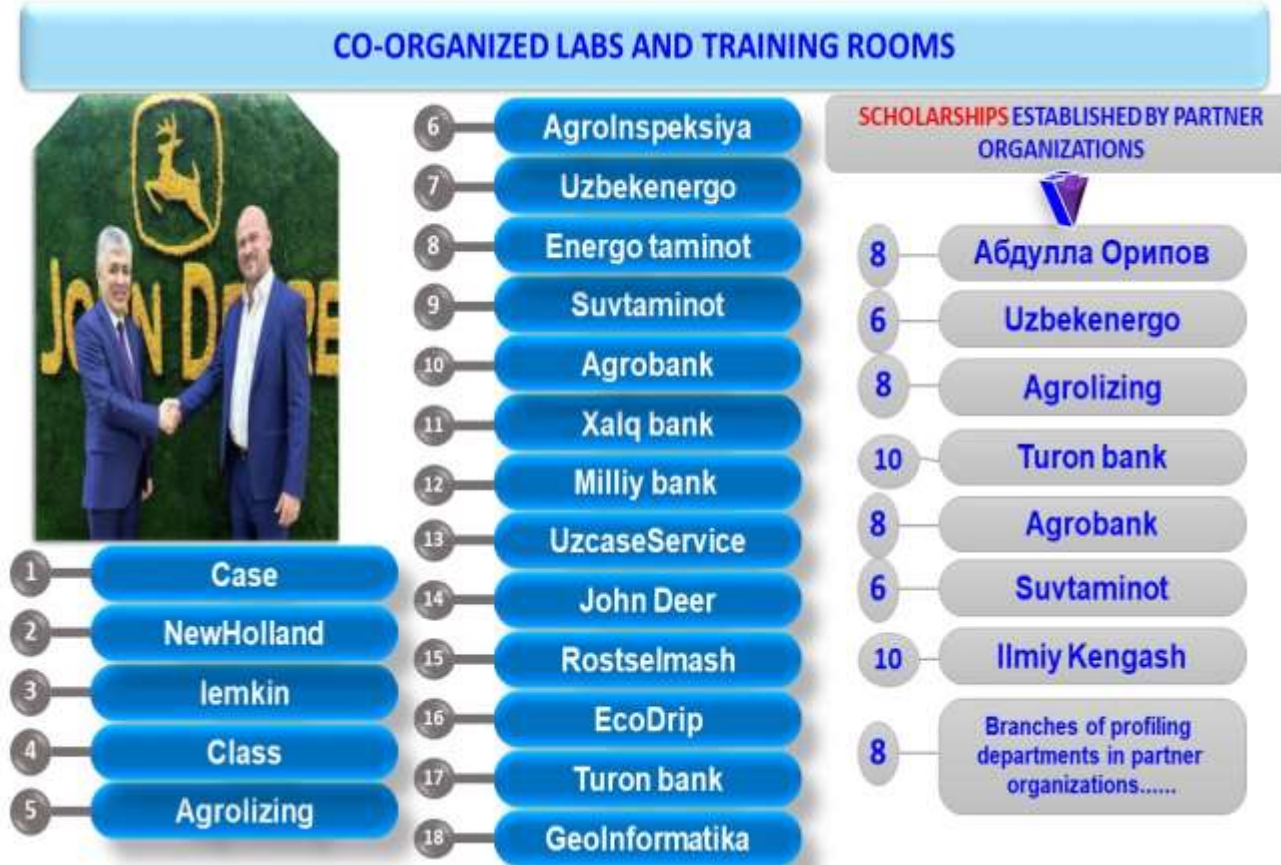 CO-ORGANIZED LABS AND TRAINING ROOMS
JOHN DEERE
1 Case
2 NewHolland
3 lemkin
4 Class
5 Agrolizing
6 AgroInspeksiya
7 Uzbekenergo
8 Energo taminot
9 Suvtaminot
10 Agrobank
11 Xalq bank
12 Milliy bank
13 UzcaseService
14 John Deer
15 Rostselmash
16 EcoDrip
17 Turon bank
18 GeoInformatika
SCHOLARSHIPS ESTABLISHED BY PARTNER
ORGANIZATIONS
8 Абдулла Орипов
6 Uzbekenergo
8 Agrolizing
10 Turon bank
8 Agrobank
6 Suvtaminot
10 Ilmiy Kengash
8 Branches of profiling
departments in partner
organizations......